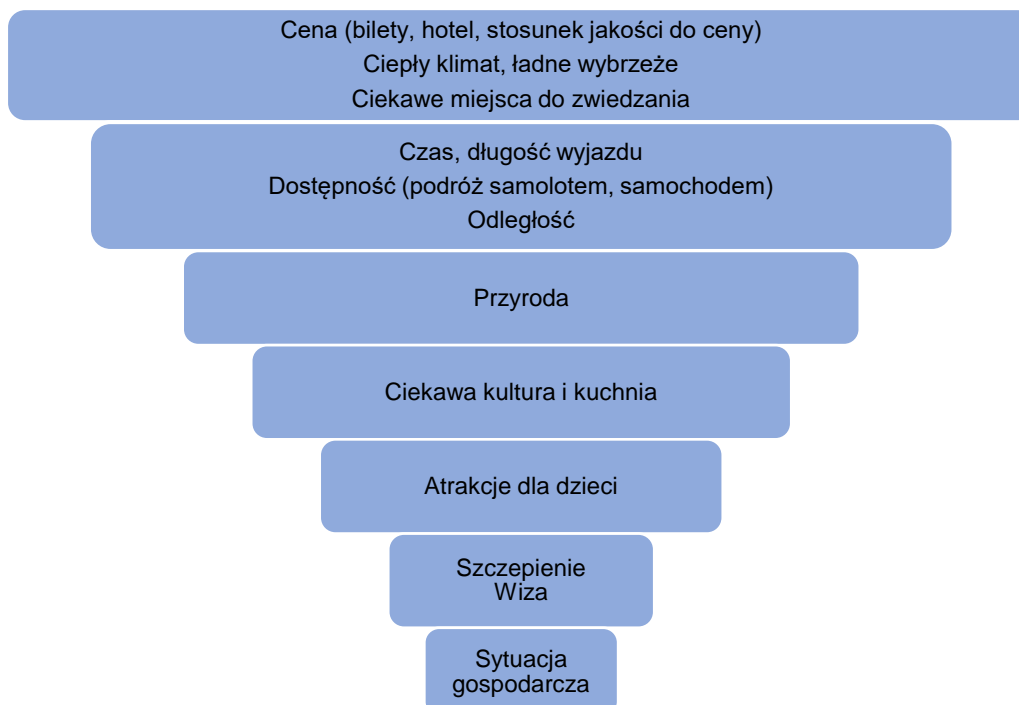 Cena (bilety, hotel, stosunek jakości do ceny)
Ciepły klimat, ładne wybrzeże
Ciekawe miejsca do zwiedzania
Czas, długość wyjazdu
Dostępność (podróż samolotem, samochodem)
Odległość
Przyroda
Ciekawa kultura i kuchnia
Atrakcje dla dzieci
Szczepienie
Wiza
Sytuacja
gospodarcza